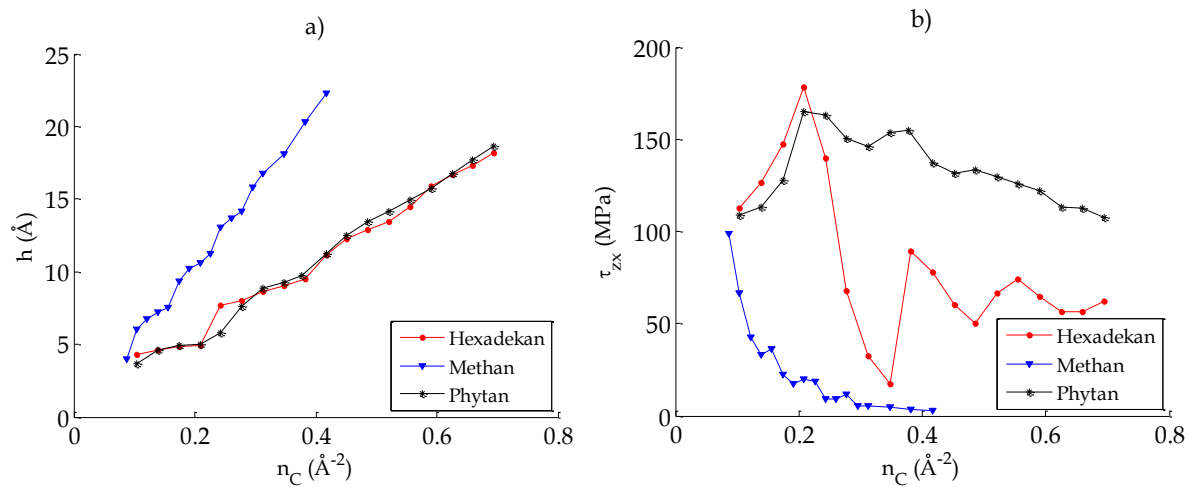 a)
25
20
15
10
5
0
h (Å)
0
0.2
0.4
0.6
0.8
n_C (Å⁻²)
Hexadekan
Methan
Phytan
b)
200
150
100
50
0
τ_zx (MPa)
0
0.2
0.4
0.6
0.8
n_C (Å⁻²)
Hexadekan
Methan
Phytan